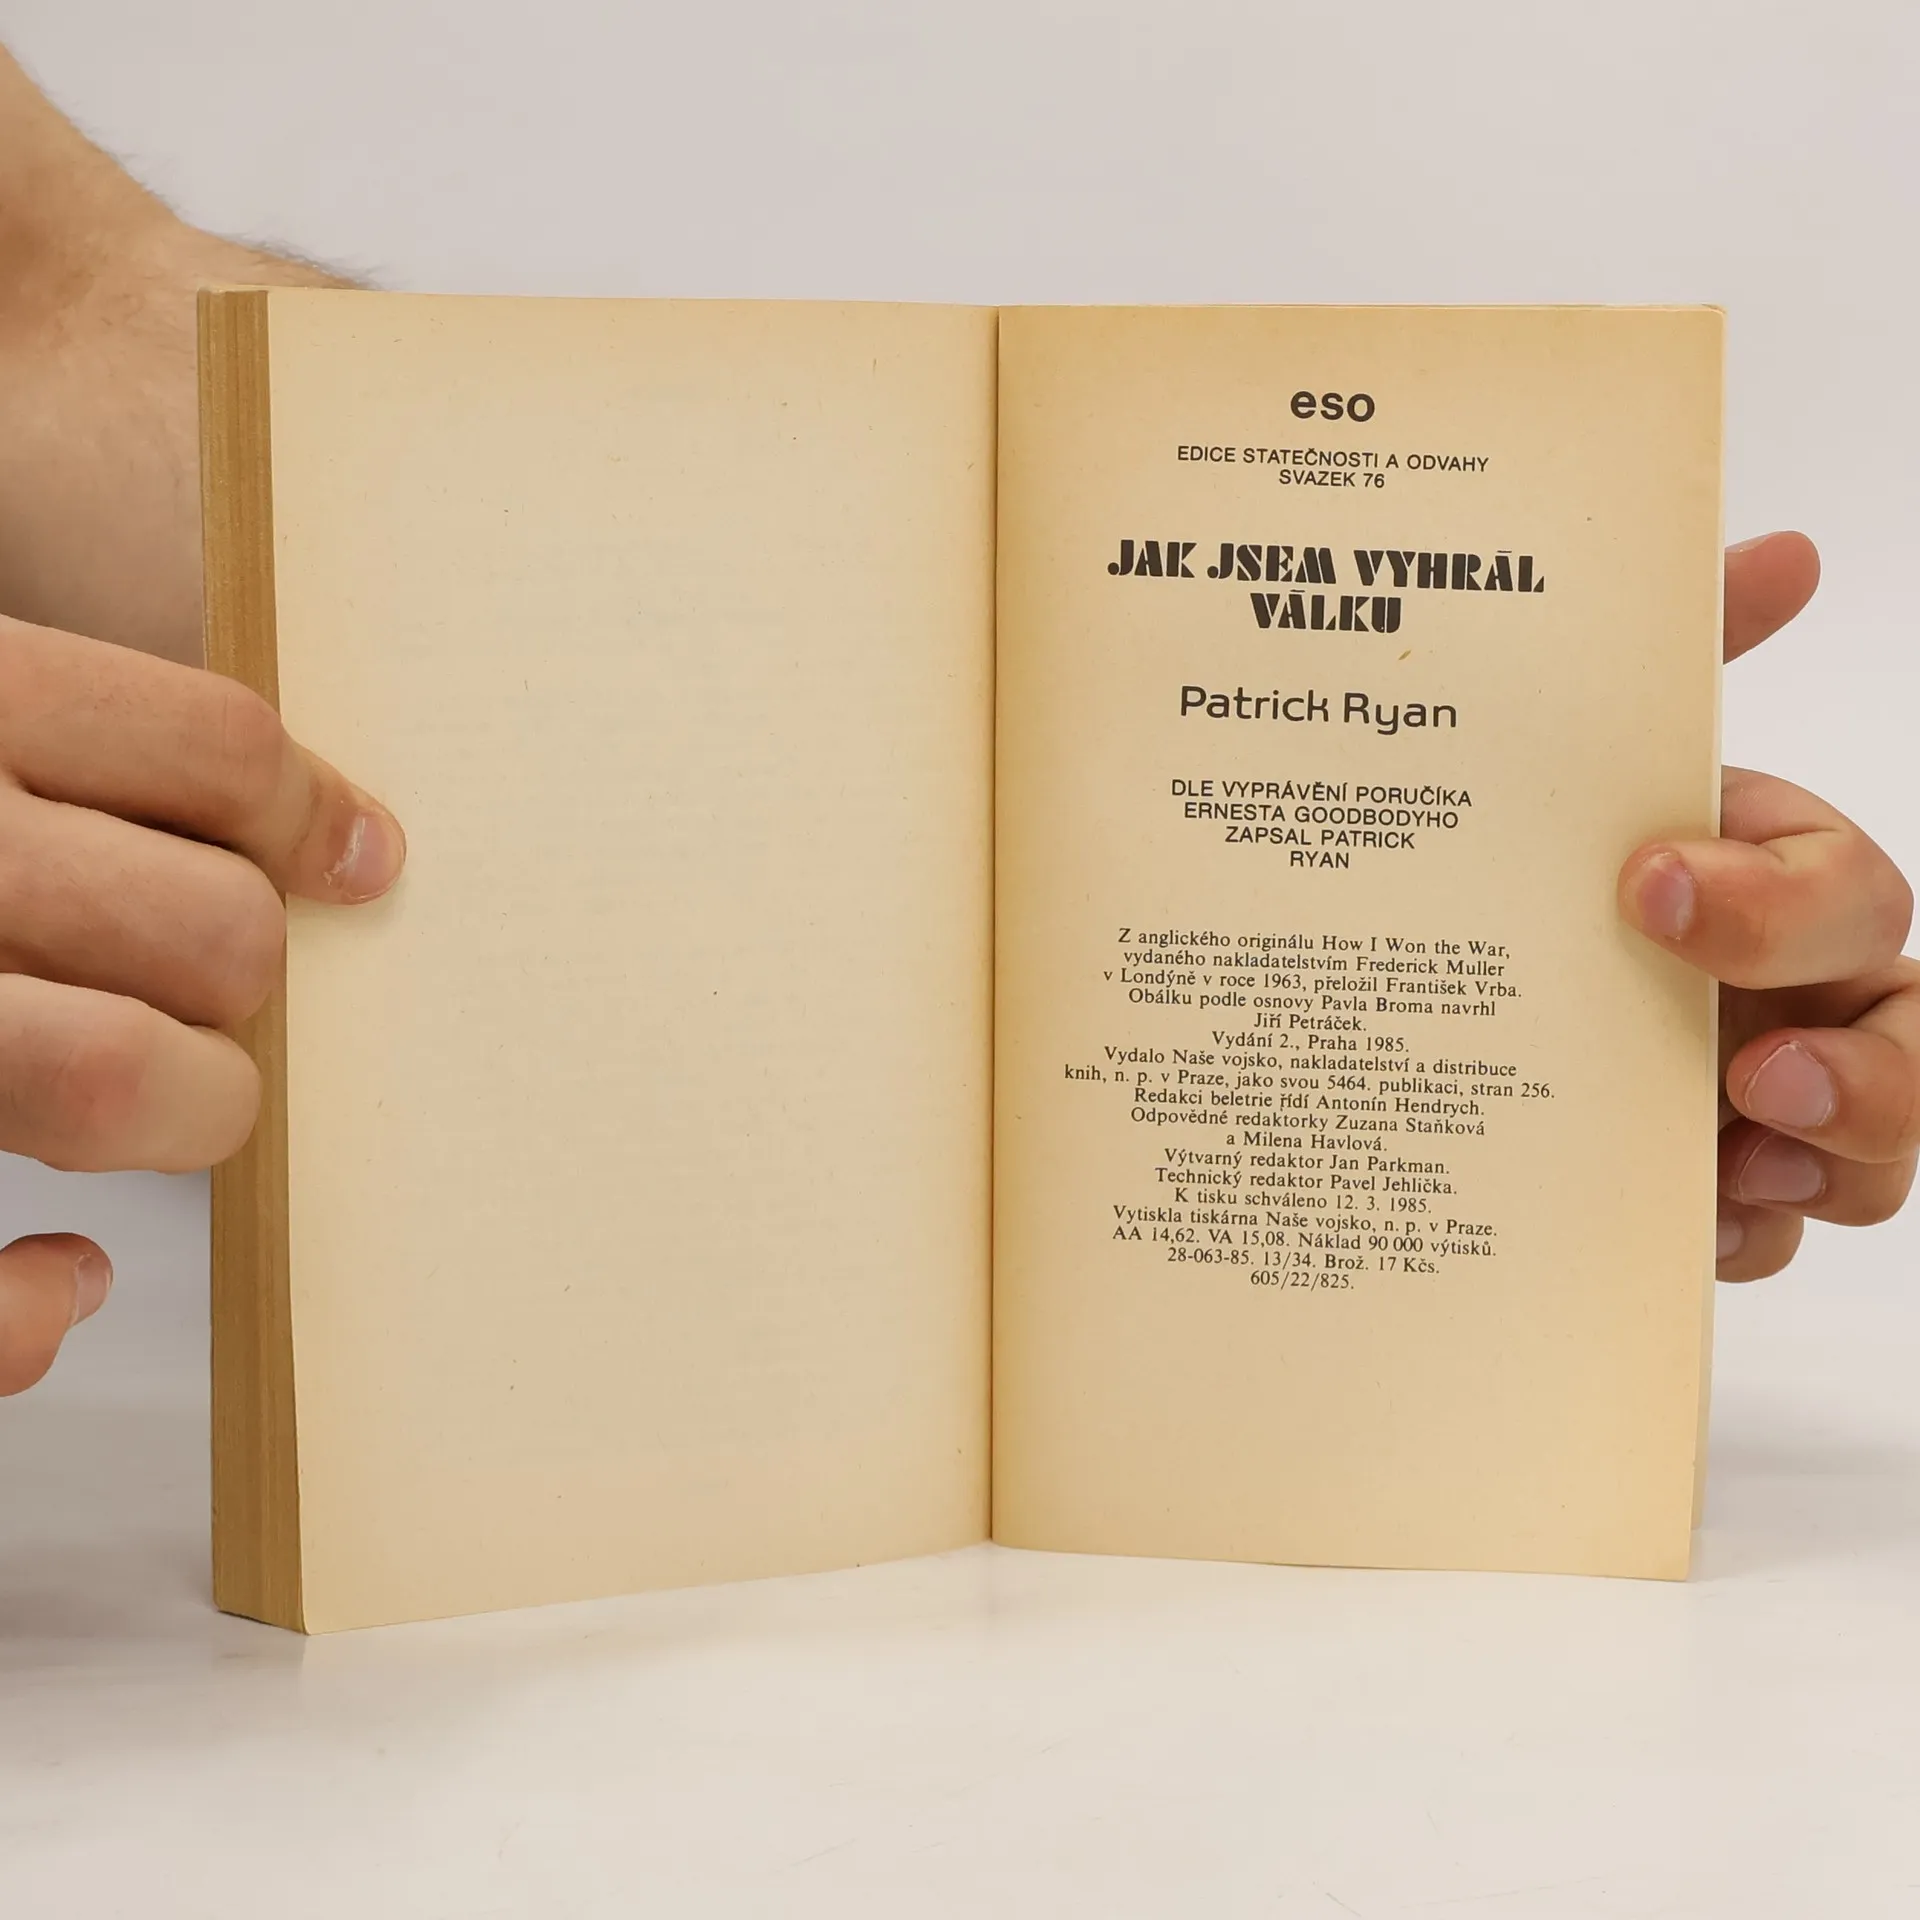 eso
EDICE STATEČNOSTI A ODVAHY
SVAZEK 76
JAK JSEM VYHRÁL
VÁLKU
Patrick Ryan
DLE VYPRÁVĚNÍ PORUČÍKA
ERNESTA GOODBODYHO
ZAPSAL PATRICK
RYAN
Z anglického originálu How I Won the War,
vydaného nakladatelstvím Frederick Muller
v Londýně v roce 1963, přeložil František Vrba.
Obálku podle osnovy Pavla Broma navrhl
Jiří Petráček.
Vydání 2., Praha 1985.
Vydalo Naše vojsko, nakladatelství a distribuce
knih, n. p. v Praze, jako svou 5464. publikaci, stran 256.
Redakci beletrie řídí Antonín Hendrych.
Odpovědné redaktorky Zuzana Staňková
a Milena Havlová.
Výtvarný redaktor Jan Parkman.
Technický redaktor Pavel Jehlička.
K tisku schváleno 12. 3. 1985.
Vytiskla tiskárna Naše vojsko, n. p. v Praze.
AA 14,62. VA 15,08. Náklad 90 000 výtisků.
28-063-85. 13/34. Brož. 17 Kčs.
605/22/825.